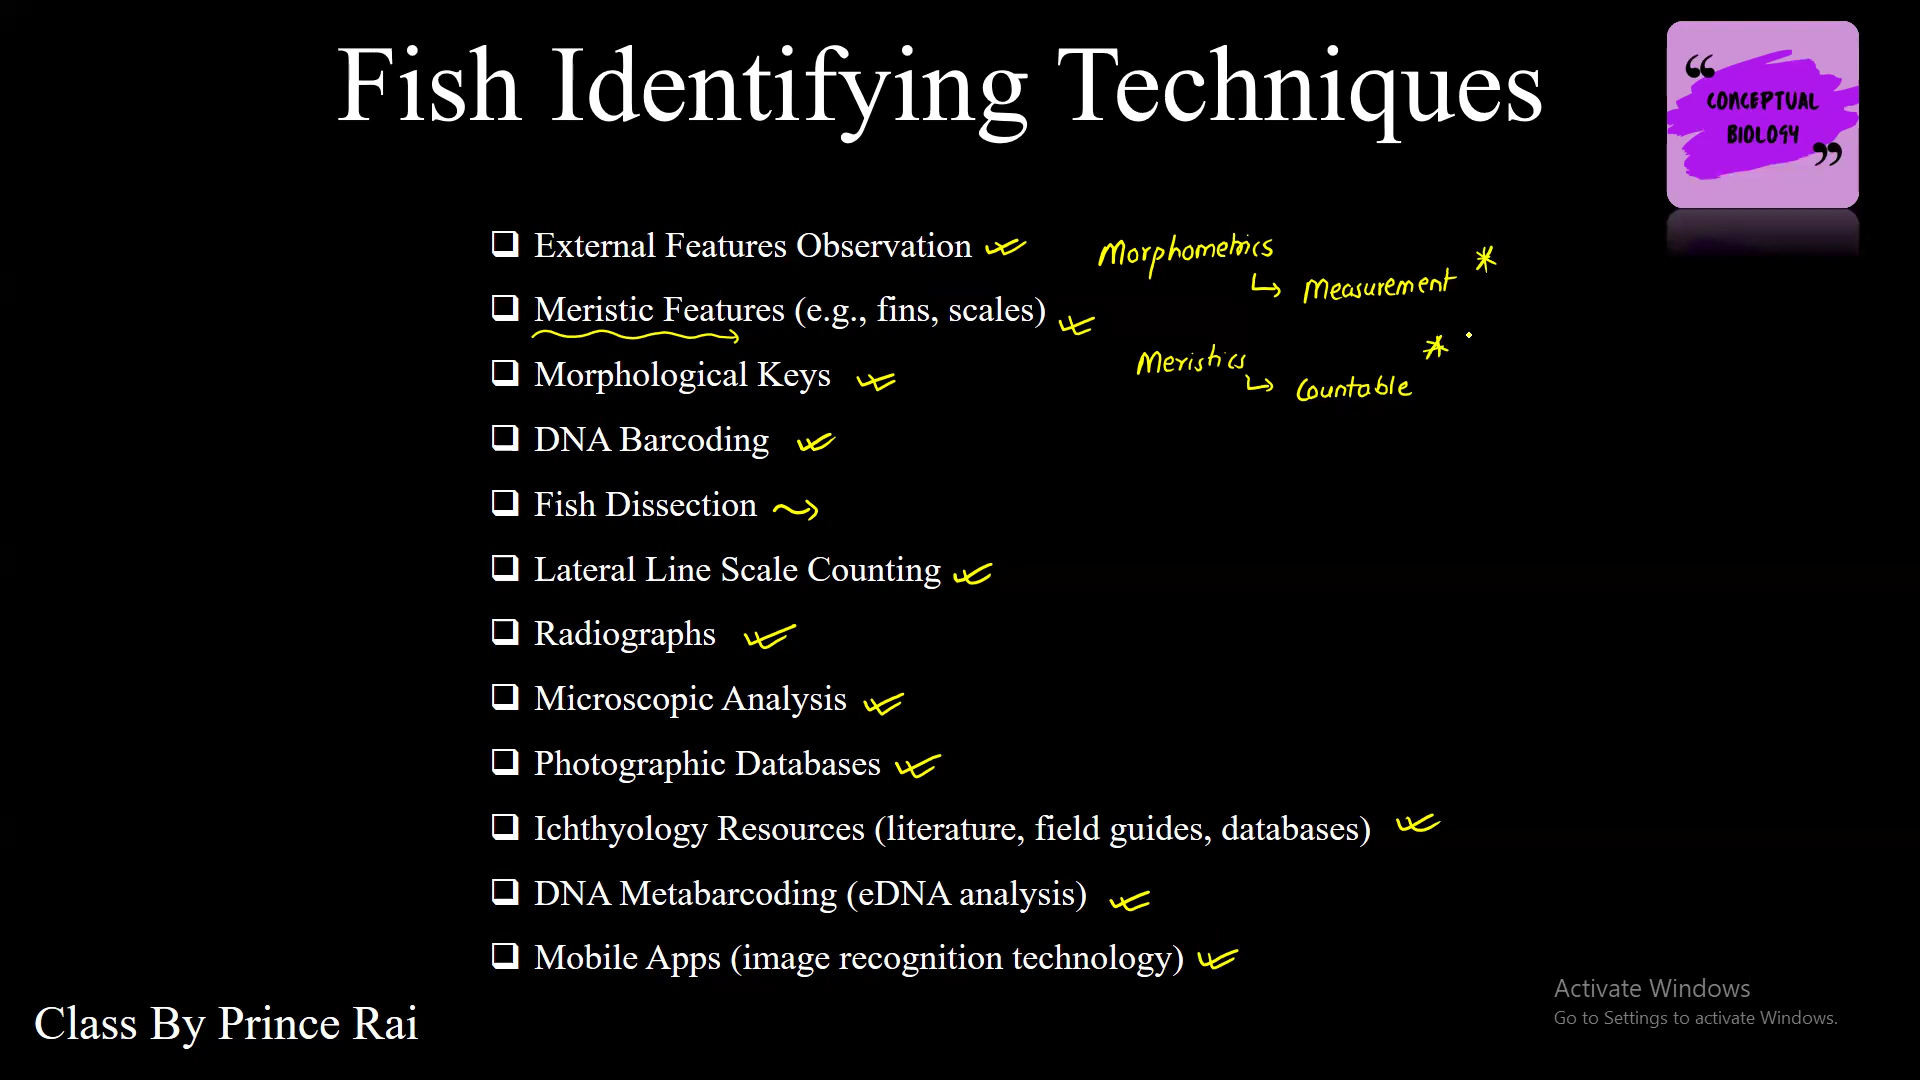 Fish Identifying Techniques
“ CONCEPTUAL
BIOLOGY ”
External Features Observation
Morphometrics
Measurement
Meristic Features (e.g., fins, scales)
Meristics
Countable
Morphological Keys
DNA Barcoding
Fish Dissection
Lateral Line Scale Counting
Radiographs
Microscopic Analysis
Photographic Databases
Ichthyology Resources (literature, field guides, databases)
DNA Metabarcoding (eDNA analysis)
Mobile Apps (image recognition technology)
Class By Prince Rai
Activate Windows
Go to Settings to activate Windows.